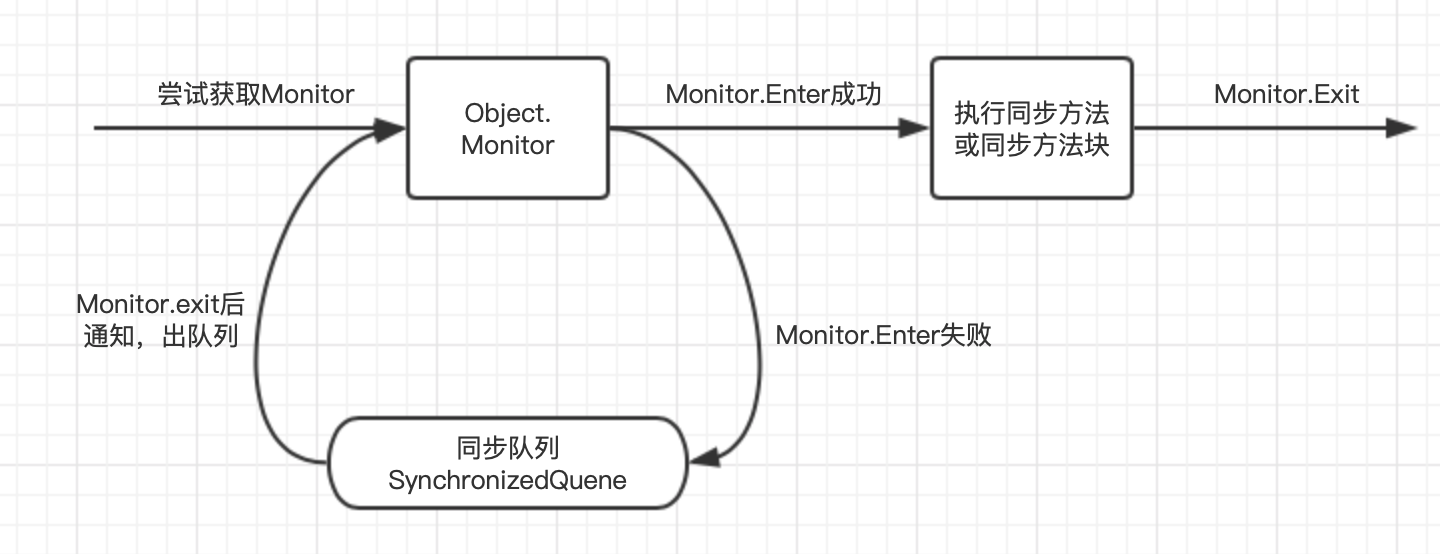 尝试获取Monitor
Object.
Monitor
Monitor.Enter成功
执行同步方法
或同步方法块
Monitor.Exit
Monitor.exit后
通知，出队列
Monitor.Enter失败
同步队列
SynchronizedQuene